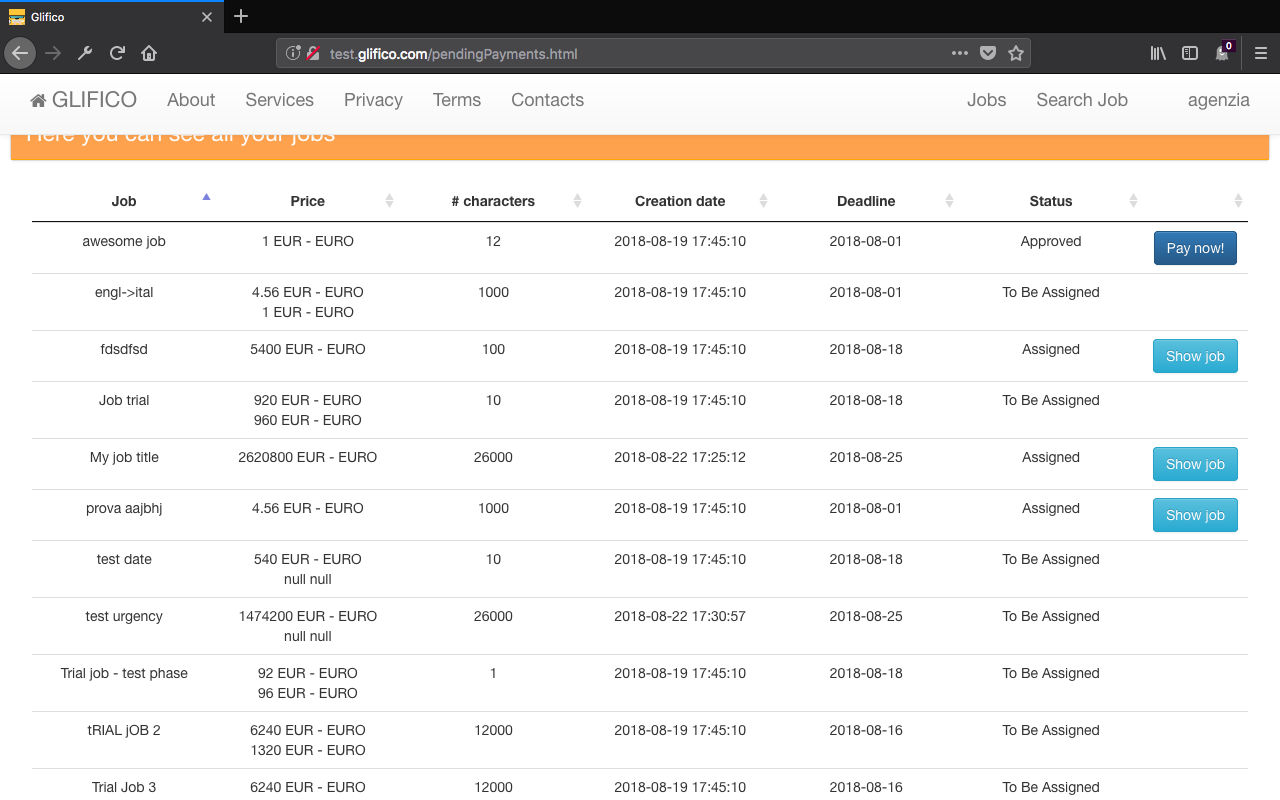 Glifico
test.glifico.com/pendingPayments.html
0
GLIFICO About Services Privacy Terms Contacts Jobs Search Job agenzia
Here you can see all your jobs
Job Price # characters Creation date Deadline Status
awesome job 1 EUR - EURO 12 2018-08-19 17:45:10 2018-08-01 Approved Pay now!
engl->ital 4.56 EUR - EURO 1000 2018-08-19 17:45:10 2018-08-01 To Be Assigned
1 EUR - EURO
fdsdfsd 5400 EUR - EURO 100 2018-08-19 17:45:10 2018-08-18 Assigned Show job
Job trial 920 EUR - EURO 10 2018-08-19 17:45:10 2018-08-18 To Be Assigned
960 EUR - EURO
My job title 2620800 EUR - EURO 26000 2018-08-22 17:25:12 2018-08-25 Assigned Show job
prova aajbhj 4.56 EUR - EURO 1000 2018-08-19 17:45:10 2018-08-01 Assigned Show job
test date 540 EUR - EURO 10 2018-08-19 17:45:10 2018-08-18 To Be Assigned
null null
test urgency 1474200 EUR - EURO 26000 2018-08-22 17:30:57 2018-08-25 To Be Assigned
null null
Trial job - test phase 92 EUR - EURO 1 2018-08-19 17:45:10 2018-08-18 To Be Assigned
96 EUR - EURO
tRIAL jOB 2 6240 EUR - EURO 12000 2018-08-19 17:45:10 2018-08-16 To Be Assigned
1320 EUR - EURO
Trial Job 3 6240 EUR - EURO 12000 2018-08-19 17:45:10 2018-08-16 To Be Assigned